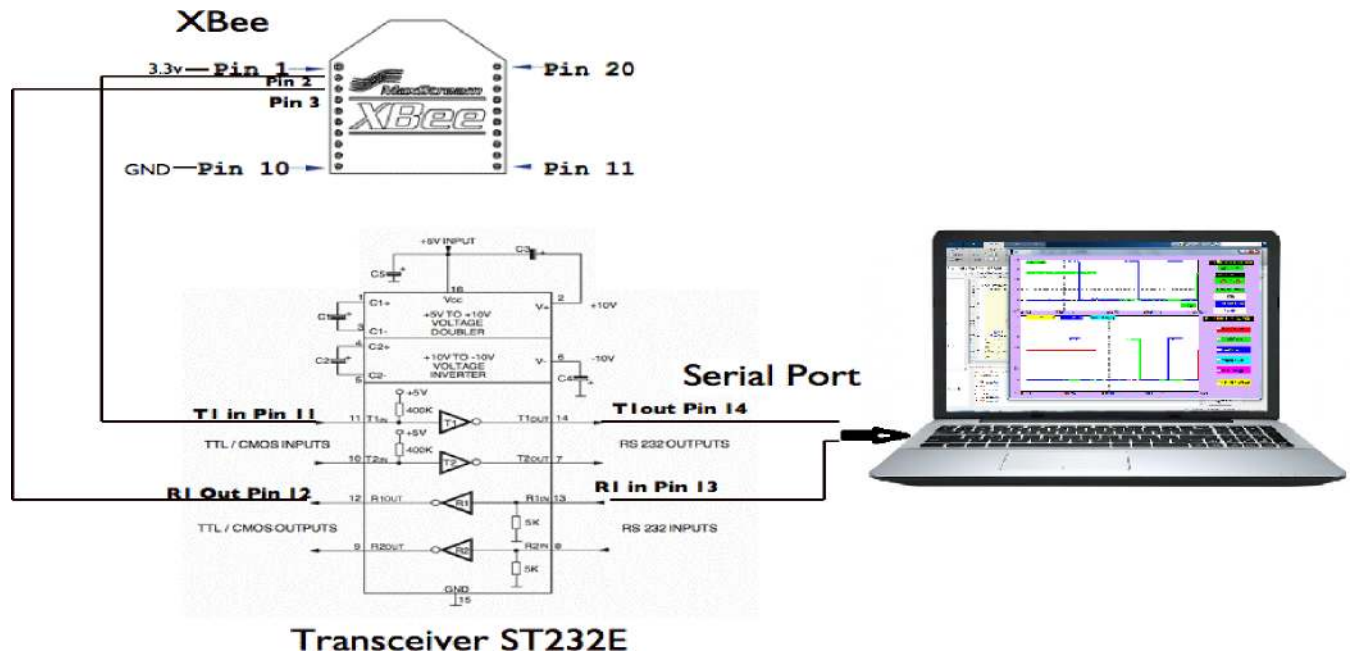 XBee
3.3v Pin 1
Pin 2
Pin 3
Pin 20
MaxStream
XBee
GND Pin 10
Pin 11
+5V INPUT
C3
C5
16
Vcc
1
C1+
+5V TO +10V
VOLTAGE
DOUBLER
V+
2
+10V
C1
3
C1-
4
C2+
+10V TO -10V
VOLTAGE
INVERTER
V-
6
-10V
C2
C2-
5
C4
Serial Port
+5V
400K
T1 in Pin 11
11
T1IN
T1
T1OUT
14
T1out Pin 14
+5V
TTL / CMOS INPUTS
400K
RS 232 OUTPUTS
10
T2IN
T2
T2OUT
7
R1 Out Pin 12
12
R1OUT
R1
R1IN
13
R1 in Pin 13
TTL / CMOS OUTPUTS
5K
RS 232 INPUTS
9
R2OUT
R2
R2IN
8
5K
GND
15
Transceiver ST232E